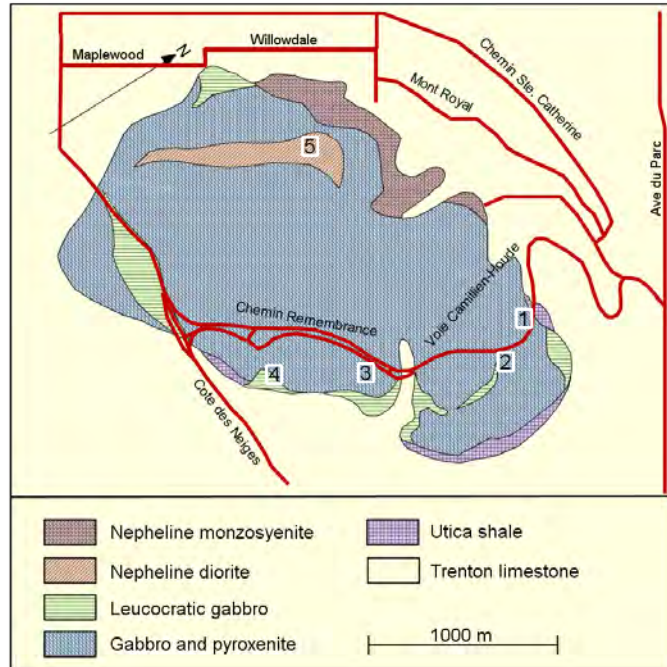 Willowdale
Maplewood
N
Chemin Ste. Catherine
Mont Royal
Ave du Parc
5
Voie Camillien-Houde
Chemin Remembrance
1
2
3
4
Cote des Neiges
Nepheline monzosyenite
Nepheline diorite
Leucocratic gabbro
Gabbro and pyroxenite
Utica shale
Trenton limestone
1000 m